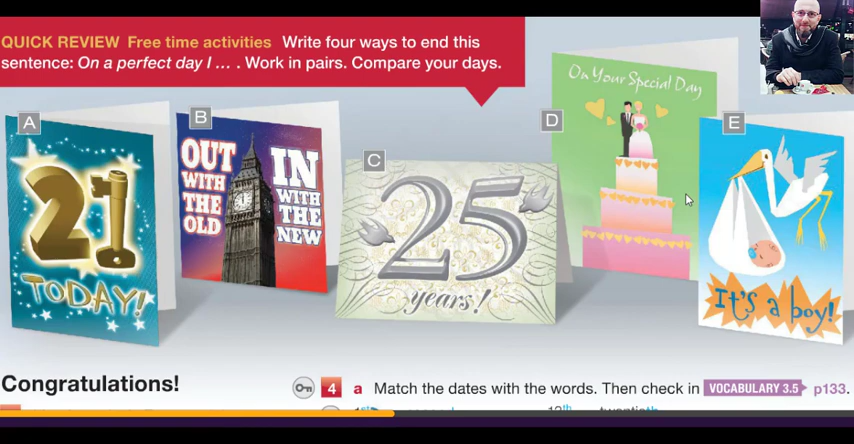 QUICK REVIEW Free time activities Write four ways to end this
sentence: On a perfect day I … . Work in pairs. Compare your days.
A
21
TODAY!
B
OUT
WITH
THE
OLD
IN
WITH
THE
NEW
C
25
years!
D
On Your Special Day
E
It's a boy!
Congratulations!
4 a Match the dates with the words. Then check in VOCABULARY 3.5 p133.